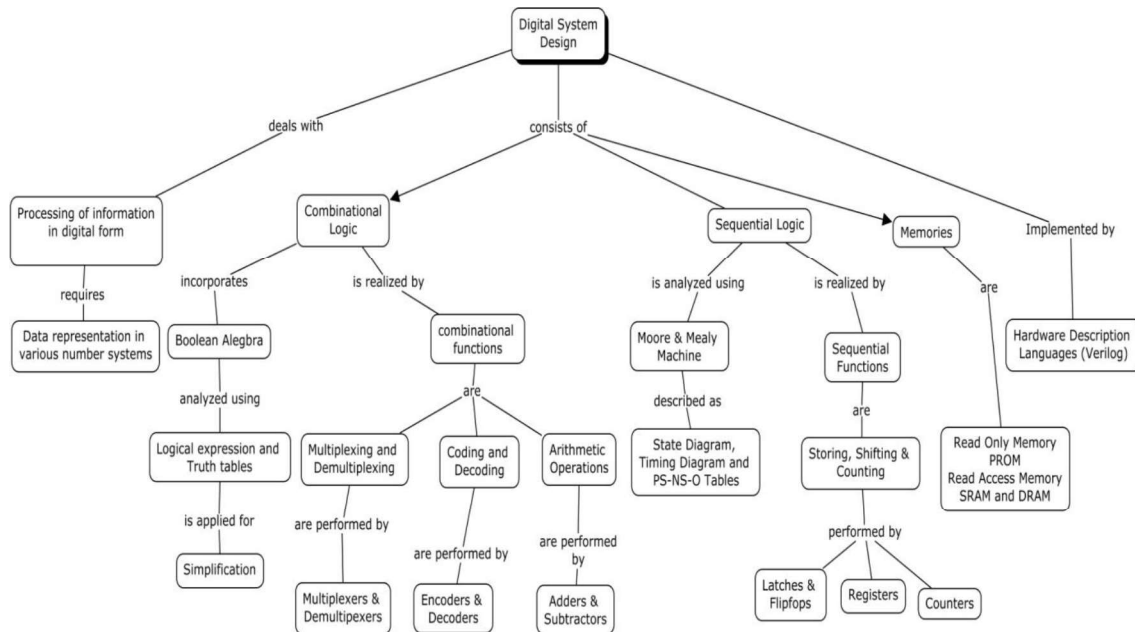 Digital System
Design
deals with
consists of
Processing of information
in digital form
Combinational
Logic
Sequential Logic
Memories
Implemented by
requires
incorporates
is realized by
is analyzed using
is realized by
are
Data representation in
various number systems
Boolean Alegbra
combinational
functions
Moore & Mealy
Machine
Sequential
Functions
Hardware Description
Languages (Verilog)
analyzed using
are
described as
are
Logical expression and
Truth tables
Multiplexing and
Demultiplexing
Coding and
Decoding
Arithmetic
Operations
State Diagram,
Timing Diagram and
PS-NS-O Tables
Storing, Shifting &
Counting
Read Only Memory
PROM
Read Access Memory
SRAM and DRAM
is applied for
are performed by
are performed by
are performed
by
performed by
Simplification
Multiplexers &
Demultipexers
Encoders &
Decoders
Adders &
Subtractors
Latches &
Flipfops
Registers
Counters